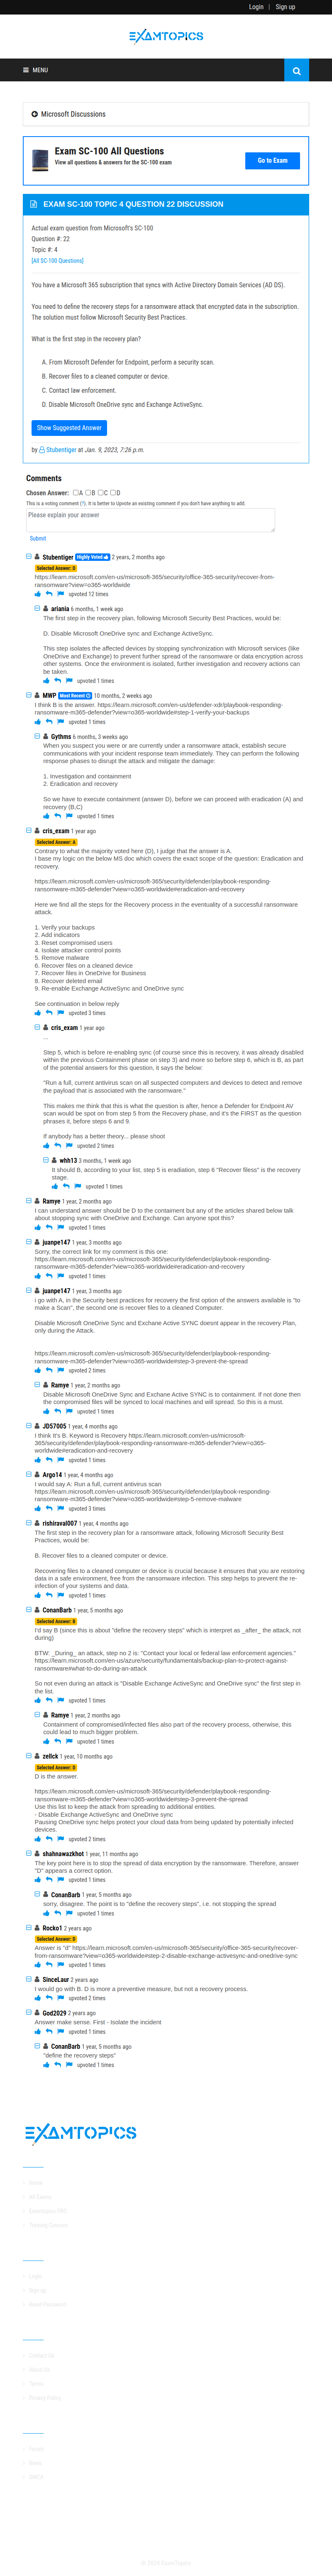 Login | Sign up
EXAMTOPICS
MENU
Microsoft Discussions
Exam SC-100 All Questions
View all questions & answers for the SC-100 exam
Go to Exam
EXAM SC-100 TOPIC 4 QUESTION 22 DISCUSSION
Actual exam question from Microsoft's SC-100
Question #: 22
Topic #: 4
[All SC-100 Questions]
You have a Microsoft 365 subscription that syncs with Active Directory Domain Services (AD DS).
You need to define the recovery steps for a ransomware attack that encrypted data in the subscription.
The solution must follow Microsoft Security Best Practices.
What is the first step in the recovery plan?
A. From Microsoft Defender for Endpoint, perform a security scan.
B. Recover files to a cleaned computer or device.
C. Contact law enforcement.
D. Disable Microsoft OneDrive sync and Exchange ActiveSync.
Show Suggested Answer
by Stubentiger at Jan. 9, 2023, 7:26 p.m.
Comments
Chosen Answer: A B C D
This is a voting comment (?). It is better to Upvote an existing comment if you don't have anything to add.
Please explain your answer
Submit
Stubentiger Highly Voted 2 years, 2 months ago
Selected Answer: D
https://learn.microsoft.com/en-us/microsoft-365/security/office-365-security/recover-from-
ransomware?view=o365-worldwide
upvoted 12 times
ariania 6 months, 1 week ago
The first step in the recovery plan, following Microsoft Security Best Practices, would be:
D. Disable Microsoft OneDrive sync and Exchange ActiveSync.
This step isolates the affected devices by stopping synchronization with Microsoft services (like
OneDrive and Exchange) to prevent further spread of the ransomware or encryption across
other systems. Once the environment is isolated, further investigation and recovery actions can
be taken.
upvoted 1 times
MWP Most Recent 10 months, 2 weeks ago
I think B is the answer. https://learn.microsoft.com/en-us/defender-xdr/playbook-responding-
ransomware-m365-defender?view=o365-worldwide#step-1-verify-your-backups
upvoted 1 times
Gythms 6 months, 3 weeks ago
When you suspect you were or are currently under a ransomware attack, establish secure
communications with your incident response team immediately. They can perform the following
response phases to disrupt the attack and mitigate the damage:
1. Investigation and containment
2. Eradication and recovery
So we have to execute containment (answer D), before we can proceed with eradication (A) and
recovery (B,C)
upvoted 1 times
cris_exam 1 year ago
Selected Answer: A
Contrary to what the majority voted here (D), I judge that the answer is A.
I base my logic on the below MS doc which covers the exact scope of the question: Eradication and
recovery.
https://learn.microsoft.com/en-us/microsoft-365/security/defender/playbook-responding-
ransomware-m365-defender?view=o365-worldwide#eradication-and-recovery
Here we find all the steps for the Recovery process in the eventuality of a successful ransomware
attack.
1. Verify your backups
2. Add indicators
3. Reset compromised users
4. Isolate attacker control points
5. Remove malware
6. Recover files on a cleaned device
7. Recover files in OneDrive for Business
8. Recover deleted email
9. Re-enable Exchange ActiveSync and OneDrive sync
See continuation in below reply
upvoted 3 times
cris_exam 1 year ago
...
Step 5, which is before re-enabling sync (of course since this is recovery, it was already disabled
within the previous Containment phase on step 3) and more so before step 6, which is B, as part
of the potential answers for this question, it says the below:
"Run a full, current antivirus scan on all suspected computers and devices to detect and remove
the payload that is associated with the ransomware."
This makes me think that this is what the question is after, hence a Defender for Endpoint AV
scan would be spot on from step 5 from the Recovery phase, and it's the FIRST as the question
phrases it, before steps 6 and 9.
If anybody has a better theory... please shoot
upvoted 2 times
whh13 3 months, 1 week ago
It should B, according to your list, step 5 is eradiation, step 6 "Recover filess" is the recovery
stage.
upvoted 1 times
Ramye 1 year, 2 months ago
I can understand answer should be D to the containment but any of the articles shared below talk
about stopping sync with OneDrive and Exchange. Can anyone spot this?
upvoted 1 times
juanpe147 1 year, 3 months ago
Sorry, the correct link for my comment is this one:
https://learn.microsoft.com/en-us/microsoft-365/security/defender/playbook-responding-
ransomware-m365-defender?view=o365-worldwide#eradication-and-recovery
upvoted 1 times
juanpe147 1 year, 3 months ago
i go with A, in the Security best practices for recovery the first option of the answers available is "to
make a Scan", the second one is recover files to a cleaned Computer.
Disable Microsoft OneDrive Sync and Exchane Active SYNC doesnt appear in the recovery Plan,
only during the Attack.
https://learn.microsoft.com/en-us/microsoft-365/security/defender/playbook-responding-
ransomware-m365-defender?view=o365-worldwide#step-3-prevent-the-spread
upvoted 2 times
Ramye 1 year, 2 months ago
Disable Microsoft OneDrive Sync and Exchane Active SYNC is to containment. If not done then
the compromised files will be synced to local machines and will spread. So this is a must.
upvoted 1 times
JD57005 1 year, 4 months ago
I think It's B. Keyword is Recovery https://learn.microsoft.com/en-us/microsoft-
365/security/defender/playbook-responding-ransomware-m365-defender?view=o365-
worldwide#eradication-and-recovery
upvoted 1 times
Argo14 1 year, 4 months ago
I would say A: Run a full, current antivirus scan
https://learn.microsoft.com/en-us/microsoft-365/security/defender/playbook-responding-
ransomware-m365-defender?view=o365-worldwide#step-5-remove-malware
upvoted 3 times
rishiraval007 1 year, 4 months ago
The first step in the recovery plan for a ransomware attack, following Microsoft Security Best
Practices, would be:
B. Recover files to a cleaned computer or device.
Recovering files to a cleaned computer or device is crucial because it ensures that you are restoring
data in a safe environment, free from the ransomware infection. This step helps to prevent the re-
infection of your systems and data.
upvoted 1 times
ConanBarb 1 year, 5 months ago
Selected Answer: B
I'd say B (since this is about "define the recovery steps" which is interpreted as _after_ the attack, not
during)
BTW: _During_ an attack, step no 2 is: "Contact your local or federal law enforcement agencies."
https://learn.microsoft.com/en-us/azure/security/fundamentals/backup-plan-to-protect-against-
ransomware#what-to-do-during-an-attack
So not even during an attack is "Disable Exchange ActiveSync and OneDrive sync" the first step in
the list.
upvoted 1 times
Ramye 1 year, 2 months ago
Containment of compromised/infected files also part of the recovery process, otherwise, this
could lead to much bigger problem.
upvoted 1 times
zellck 1 year, 10 months ago
Selected Answer: D
D is the answer.
https://learn.microsoft.com/en-us/microsoft-365/security/defender/playbook-responding-
ransomware-m365-defender?view=o365-worldwide#step-3-prevent-the-spread
Use this list to keep the attack from spreading to additional entities.
- Disable Exchange ActiveSync and OneDrive sync
Pausing OneDrive sync helps protect your cloud data from being updated by potentially infected
devices.
upvoted 2 times
shahnawazkhot 1 year, 11 months ago
The key point here is to stop the spread of data encryption by the ransomware. Therefore, answer
"D" appears a correct option.
upvoted 1 times
ConanBarb 1 year, 5 months ago
sorry, disagree. The point is to "define the recovery steps", i.e. not stopping the spread
upvoted 1 times
Rocko1 2 years ago
Selected Answer: D
Answer is "d" https://learn.microsoft.com/en-us/microsoft-365/security/office-365-security/recover-
from-ransomware?view=o365-worldwide#step-2-disable-exchange-activesync-and-onedrive-sync
upvoted 1 times
SinceLaur 2 years ago
I would go with B. D is more a preventive measure, but not a recovery process.
upvoted 2 times
God2029 2 years ago
Answer make sense. First - Isolate the incident
upvoted 1 times
ConanBarb 1 year, 5 months ago
"define the recovery steps"
upvoted 1 times
EXAMTOPICS
Home
All Exams
Examtopics PRO
Training Courses
Login
Sign up
Reset Password
Contact Us
About Us
Terms
Privacy Policy
Forum
News
DMCA
© 2024 ExamTopics